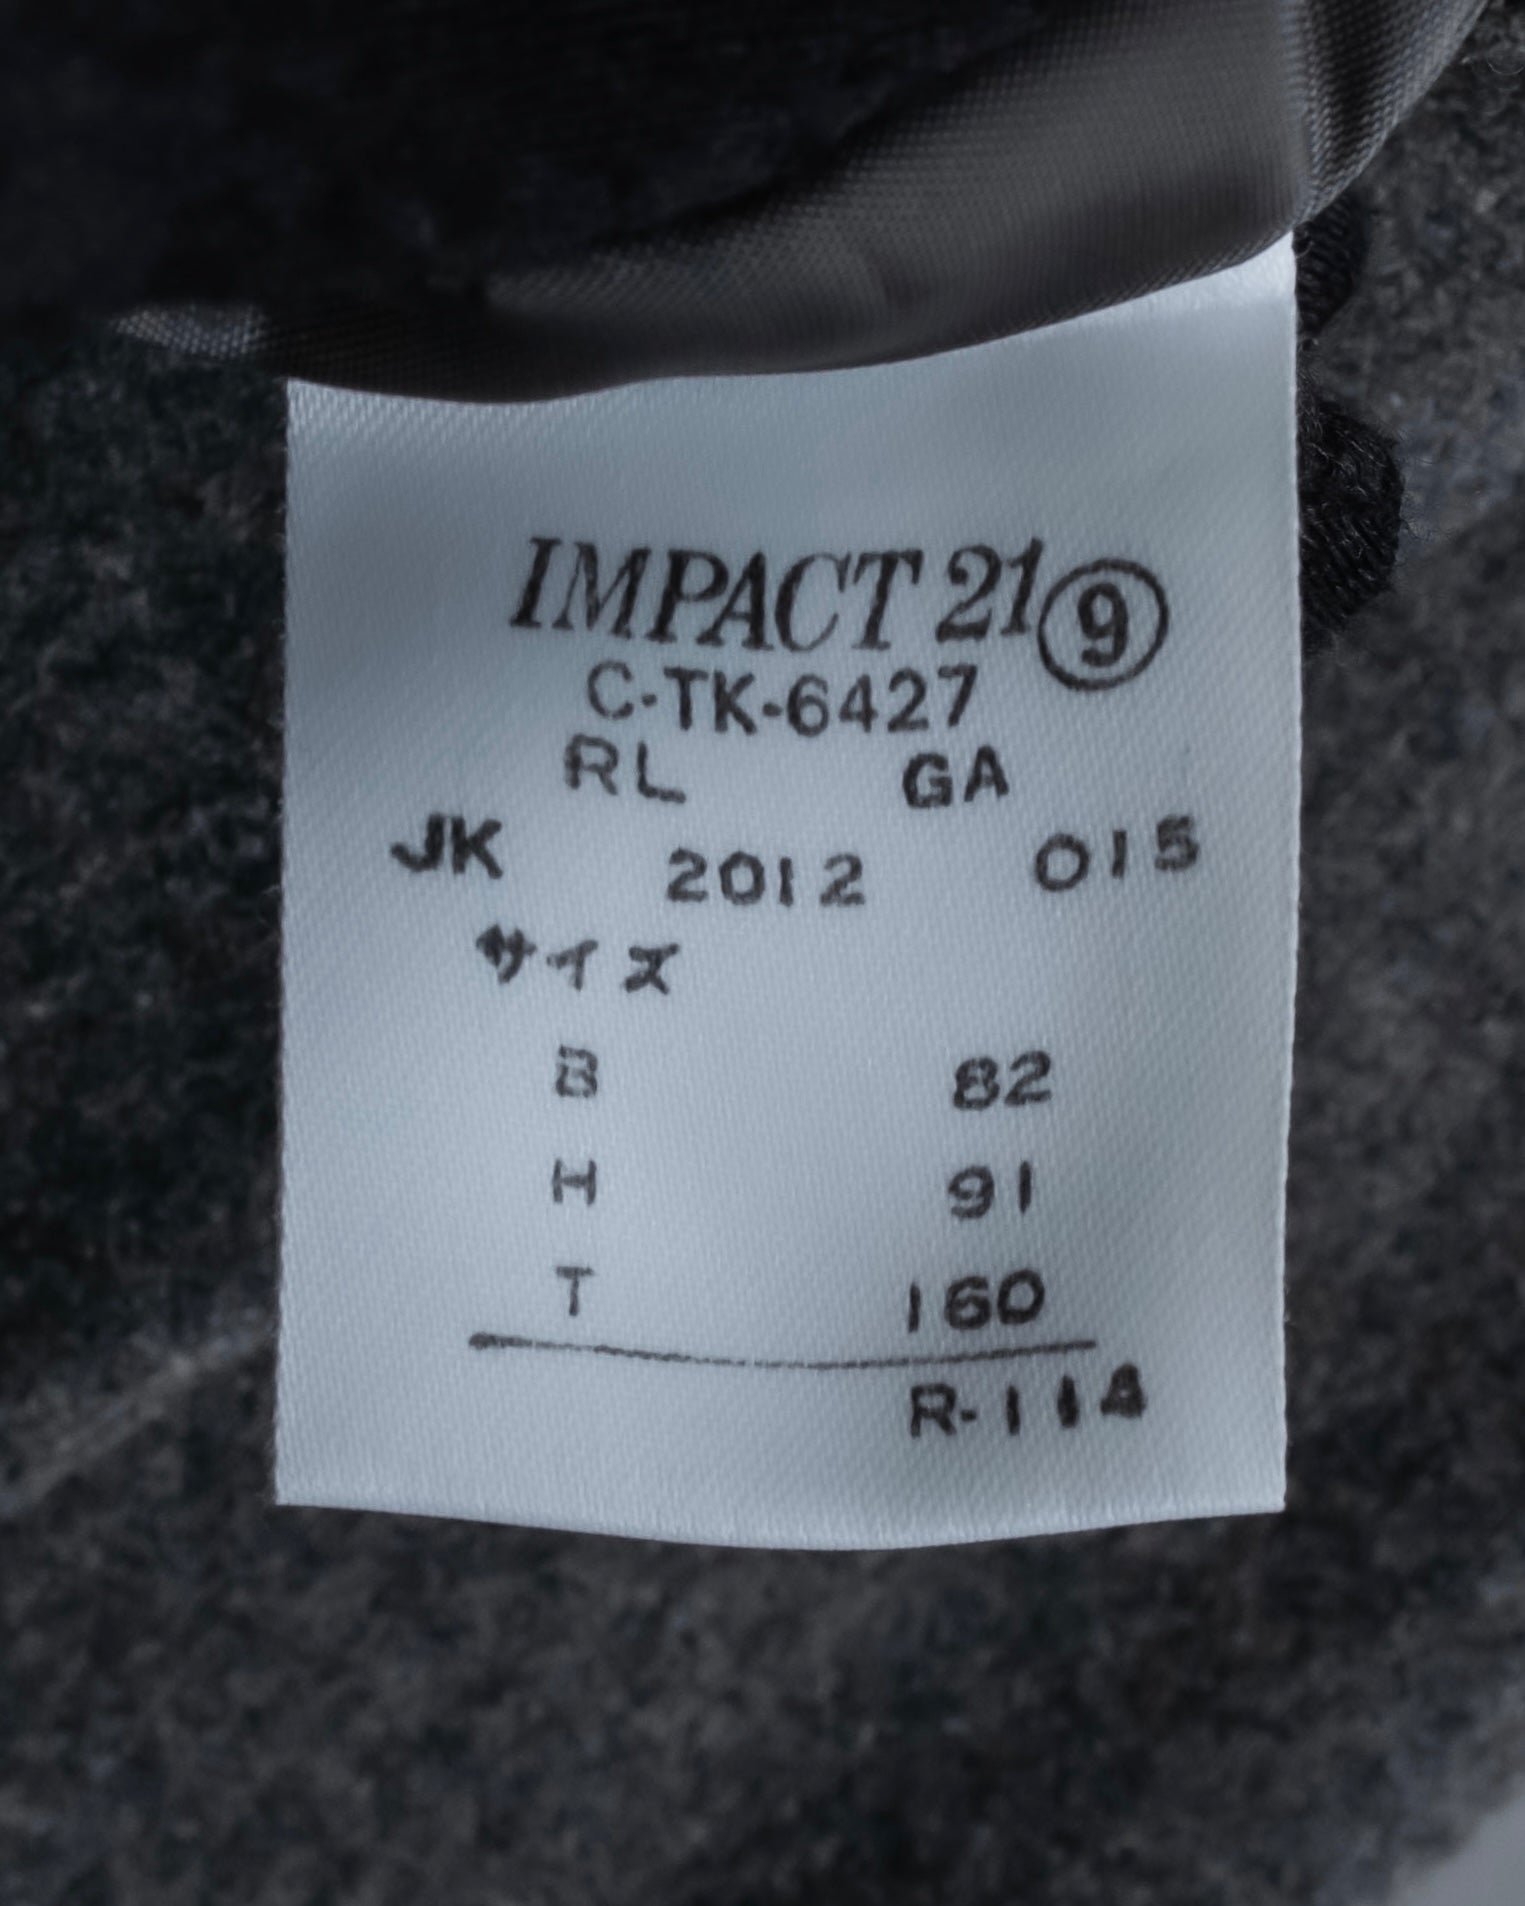 IMPACT 21 ⑨
C-TK-6427
RL GA
JK 2012 015
サイズ
B 82
H 91
T 160
R-114